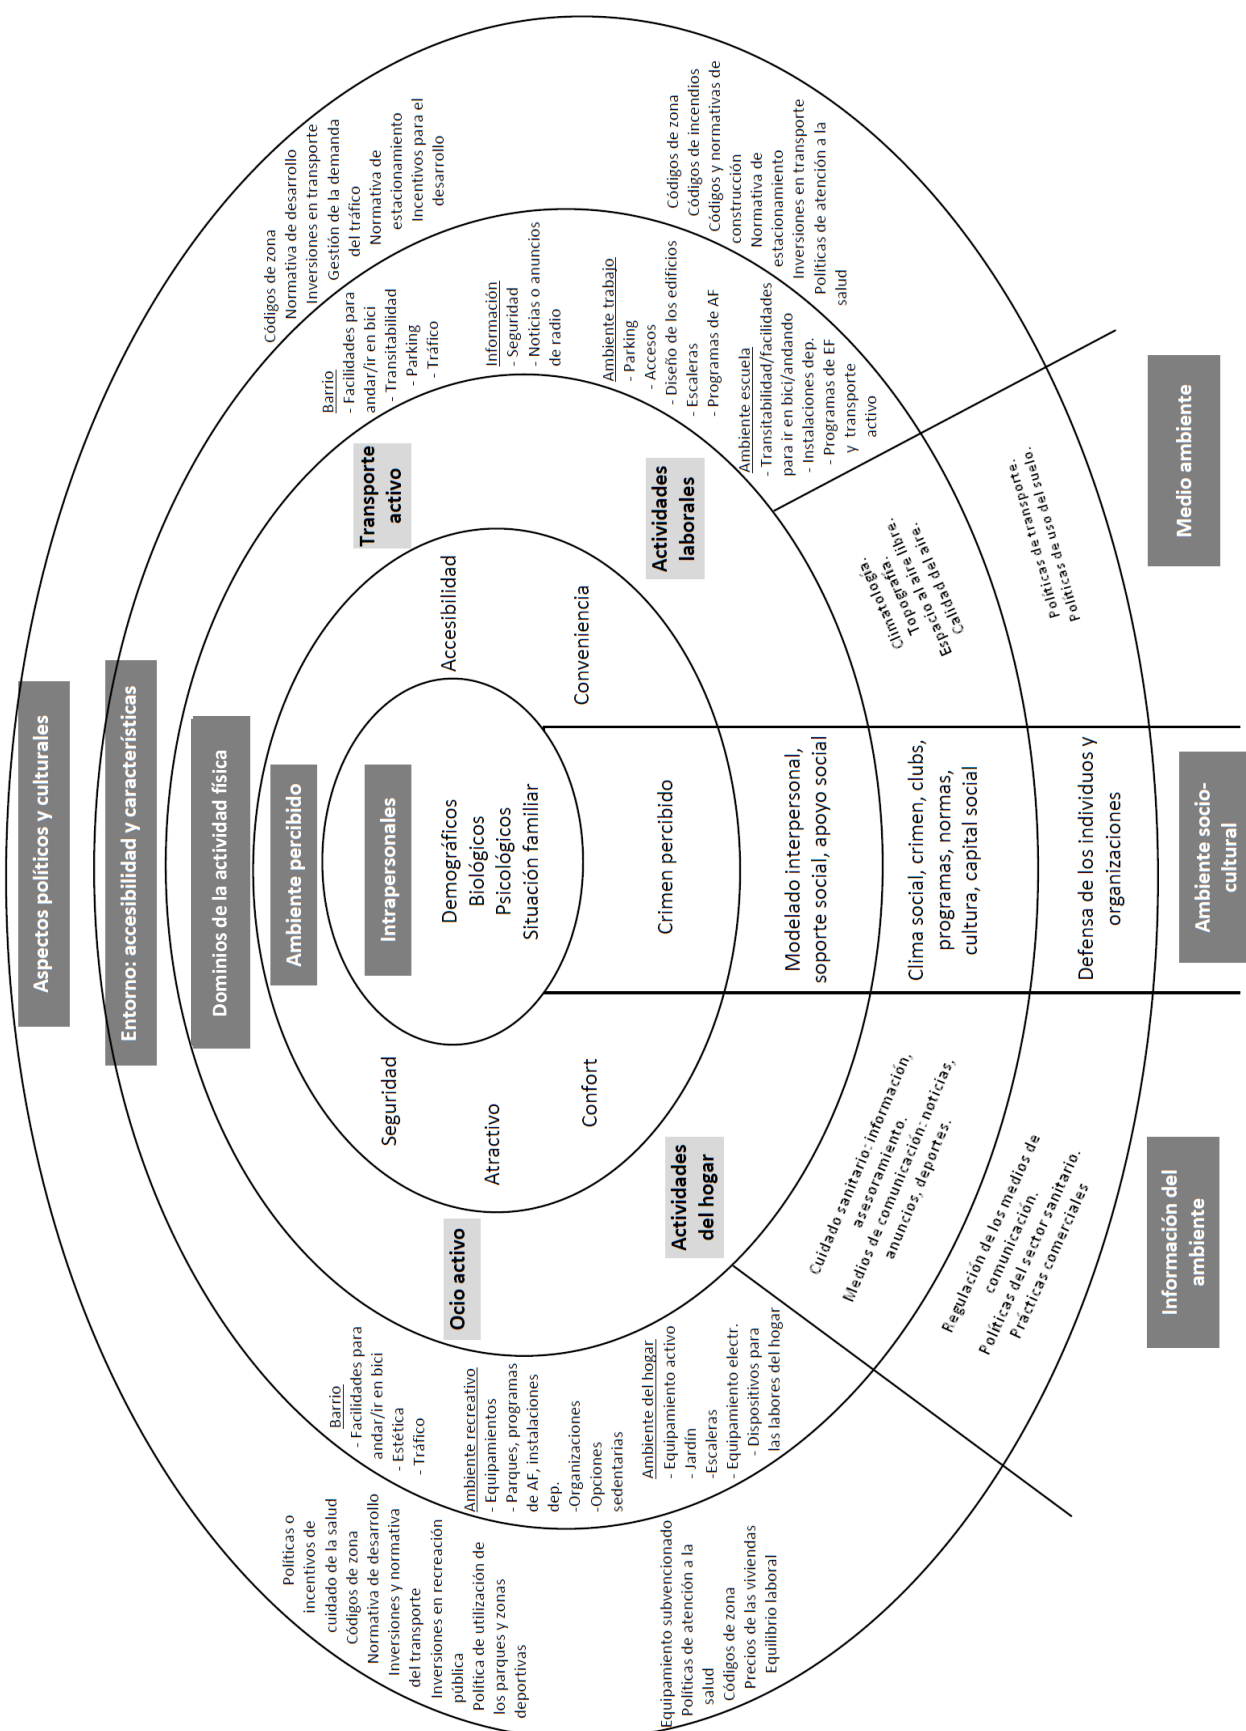 Aspectos políticos y culturales
Entorno: accesibilidad y características
Dominios de la actividad física
Ambiente percibido
Intrapersonales
Demográficos
Biológicos
Psicológicos
Situación familiar
Seguridad
Atractivo
Confort
Accesibilidad
Conveniencia
Crimen percibido
Ocio activo
Actividades
del hogar
Transporte
activo
Actividades
laborales
Modelado interpersonal,
soporte social, apoyo social
Clima social, crimen, clubs,
programas, normas,
cultura, capital social
Defensa de los individuos y
organizaciones
Políticas o
incentivos de
cuidado de la salud
Códigos de zona
Normativa de desarrollo
Inversiones y normativa
del transporte
Inversiones en recreación
pública
Política de utilización de
los parques y zonas
deportivas
Equipamiento subvencionado
Políticas de atención a la
salud
Códigos de zona
Precios de las viviendas
Equilibrio laboral
Barrio
- Facilidades para
andar/ir en bici
- Estética
- Tráfico
Ambiente recreativo
- Equipamientos
- Parques, programas
de AF, instalaciones
dep.
-Organizaciones
-Opciones
sedentarias
Ambiente del hogar
- Equipamiento activo
- Jardín
-Escaleras
- Equipamiento electr.
- Dispositivos para
las labores del hogar
Códigos de zona
Normativa de desarrollo
Inversiones en transporte
Gestión de la demanda
del tráfico
Normativa de
estacionamiento
Incentivos para el
desarrollo
Barrio
- Facilidades para
andar/ir en bici
- Transitabilidad
- Parking
- Tráfico
Información
- Seguridad
- Noticias o anuncios
de radio
Ambiente trabajo
- Parking
- Accesos
- Diseño de los edificios
- Escaleras
- Programas de AF
Ambiente escuela
- Transitabilidad/facilidades
para ir en bici/andando
- Instalaciones dep.
- Programas de EF
y transporte
activo
Códigos de zona
Códigos de incendios
Códigos y normativas de
construcción
Normativa de
estacionamiento
Inversiones en transporte
Políticas de atención a la
salud
Cuidado sanitario: información,
asesoramiento.
Medios de comunicación: noticias,
anuncios, deportes.
Regulación de los medios de
comunicación.
Políticas del sector sanitario.
Prácticas comerciales
Climatología.
Topografía.
Espacio al aire libre.
Calidad del aire.
Políticas de transporte.
Políticas de uso del suelo.
Información del
ambiente
Ambiente socio-
cultural
Medio ambiente